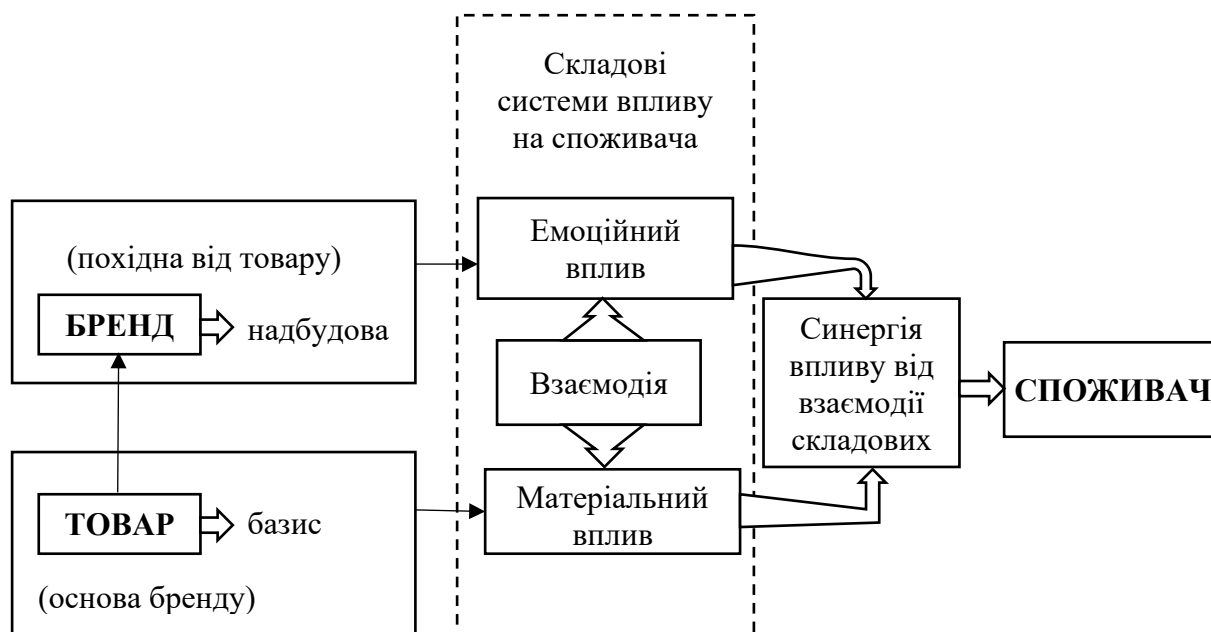 Складові
системи впливу
на споживача
(похідна від товару)
БРЕНД
надбудова
Емоційний
вплив
Взаємодія
Синергія
впливу від
взаємодії
складових
СПОЖИВАЧ
ТОВАР
базис
(основа бренду)
Матеріальний
вплив